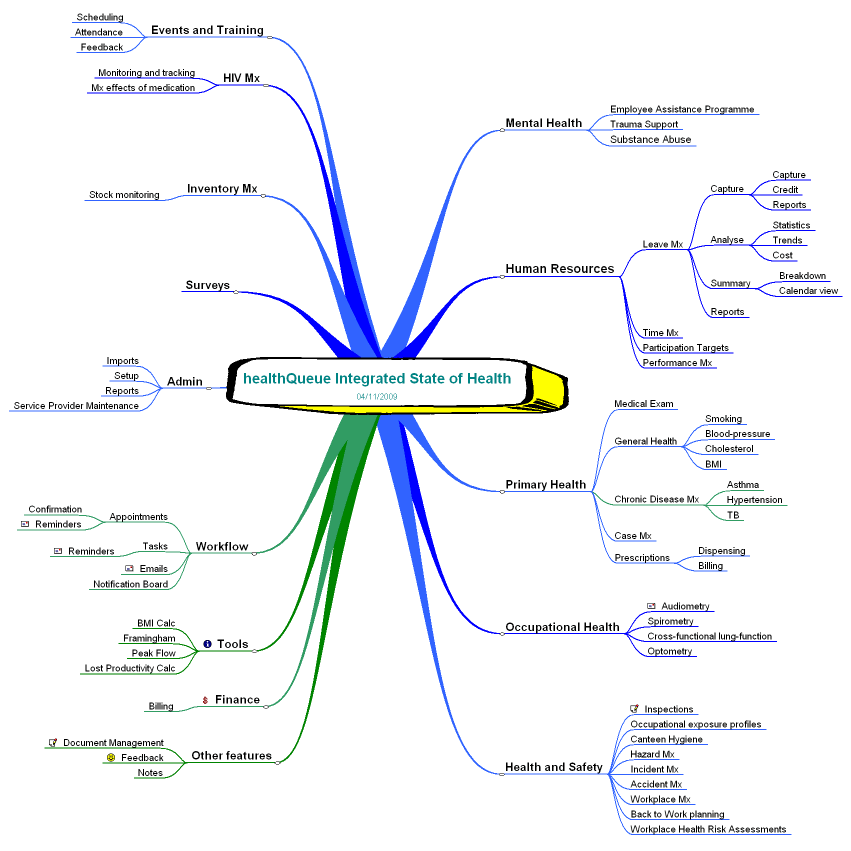 healthQueue Integrated State of Health
04/11/2009
Mental Health
Employee Assistance Programme
Trauma Support
Substance Abuse
Human Resources
Leave Mx
Capture
Capture
Credit
Reports
Analyse
Statistics
Trends
Cost
Summary
Breakdown
Calendar view
Reports
Time Mx
Participation Targets
Performance Mx
Primary Health
Medical Exam
General Health
Smoking
Blood-pressure
Cholesterol
BMI
Chronic Disease Mx
Asthma
Hypertension
TB
Case Mx
Prescriptions
Dispensing
Billing
Occupational Health
Audiometry
Spirometry
Cross-functional lung-function
Optometry
Health and Safety
Inspections
Occupational exposure profiles
Canteen Hygiene
Hazard Mx
Incident Mx
Accident Mx
Workplace Mx
Back to Work planning
Workplace Health Risk Assessments
Events and Training
Scheduling
Attendance
Feedback
HIV Mx
Monitoring and tracking
Mx effects of medication
Inventory Mx
Stock monitoring
Surveys
Admin
Imports
Setup
Reports
Service Provider Maintenance
Workflow
Appointments
Confirmation
Reminders
Tasks
Reminders
Emails
Notification Board
Tools
BMI Calc
Framingham
Peak Flow
Lost Productivity Calc
$ Finance
Billing
Other features
Document Management
Feedback
Notes